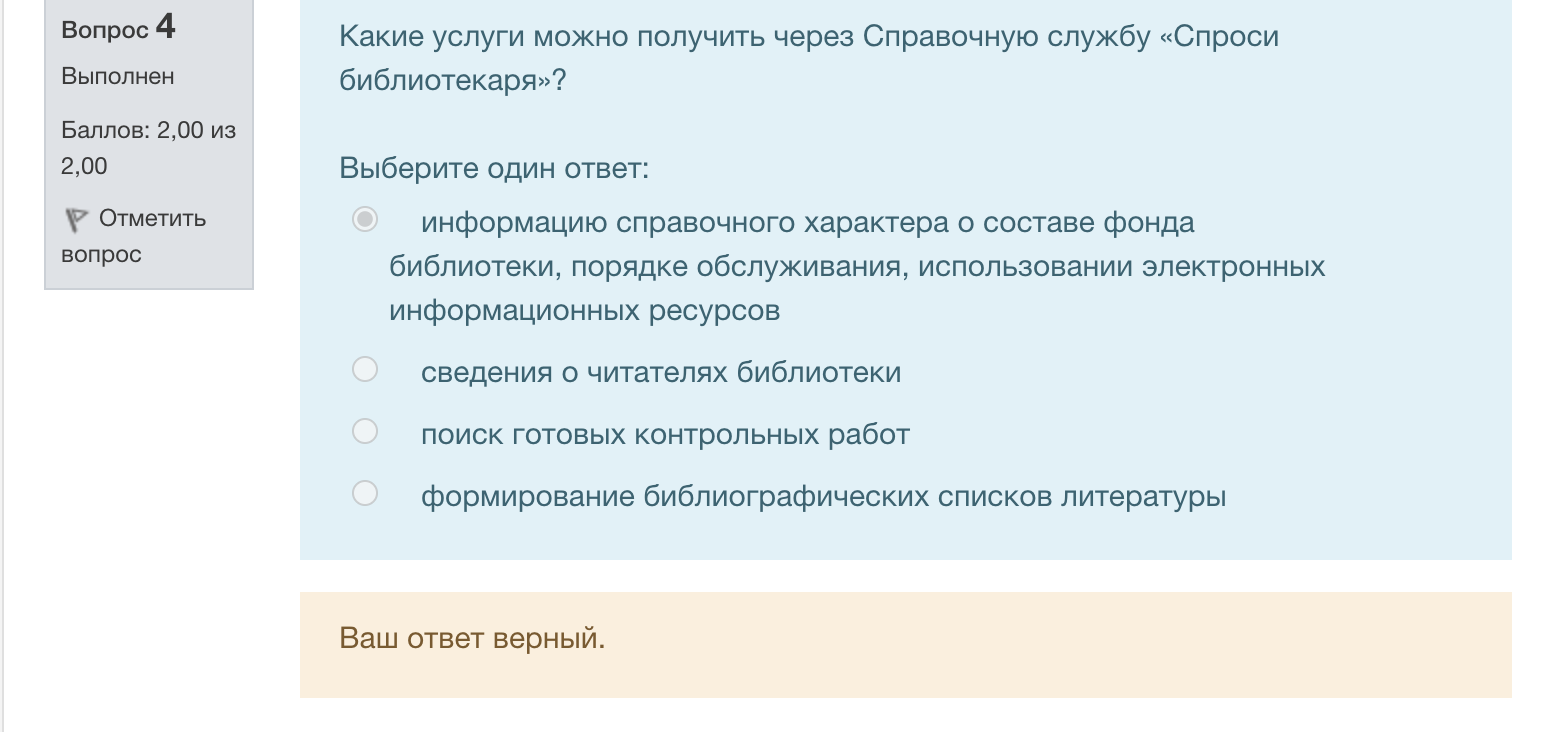 Вопрос 4
Выполнен
Баллов: 2,00 из
2,00
Отметить
вопрос
Какие услуги можно получить через Справочную службу «Спроси
библиотекаря»?
Выберите один ответ:
информацию справочного характера о составе фонда
библиотеки, порядке обслуживания, использовании электронных
информационных ресурсов
сведения о читателях библиотеки
поиск готовых контрольных работ
формирование библиографических списков литературы
Ваш ответ верный.